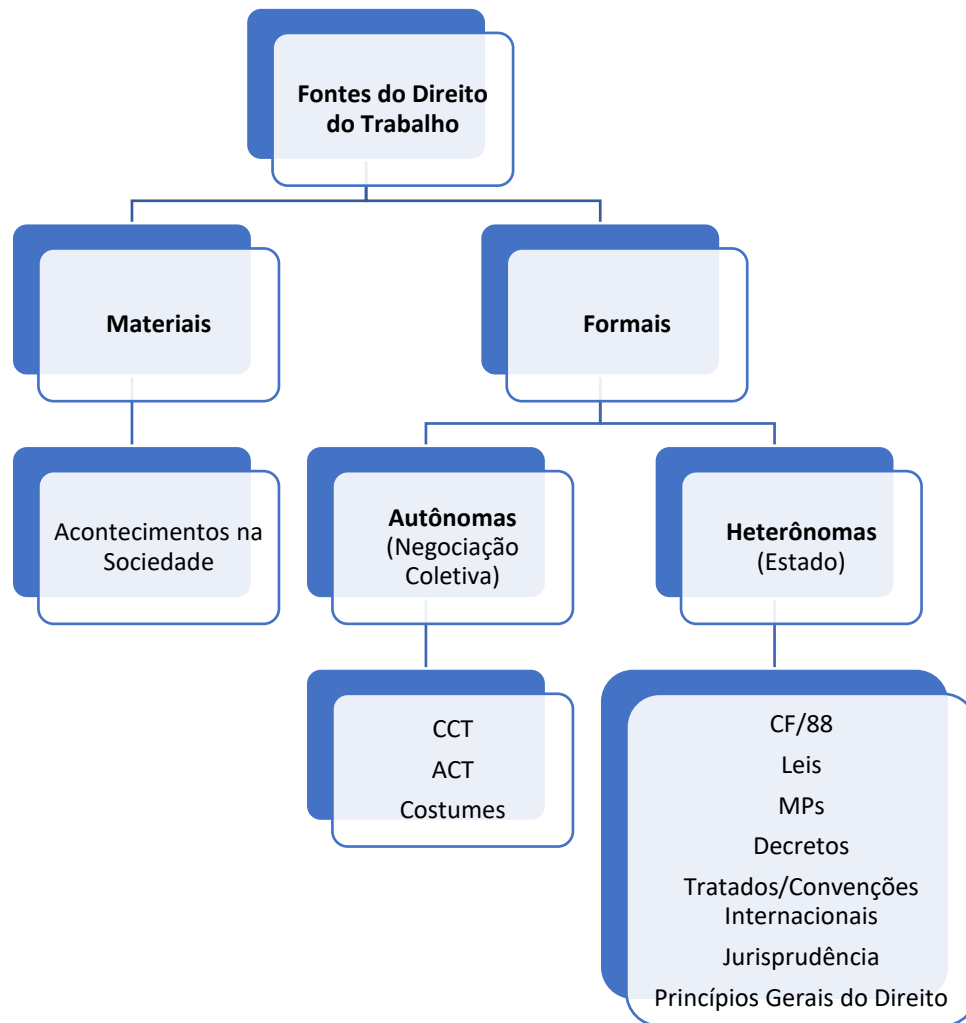 Fontes do Direito
do Trabalho
Materiais
Formais
Acontecimentos na
Sociedade
Autônomas
(Negociação
Coletiva)
Heterônomas
(Estado)
CCT
ACT
Costumes
CF/88
Leis
MPs
Decretos
Tratados/Convenções
Internacionais
Jurisprudência
Princípios Gerais do Direito